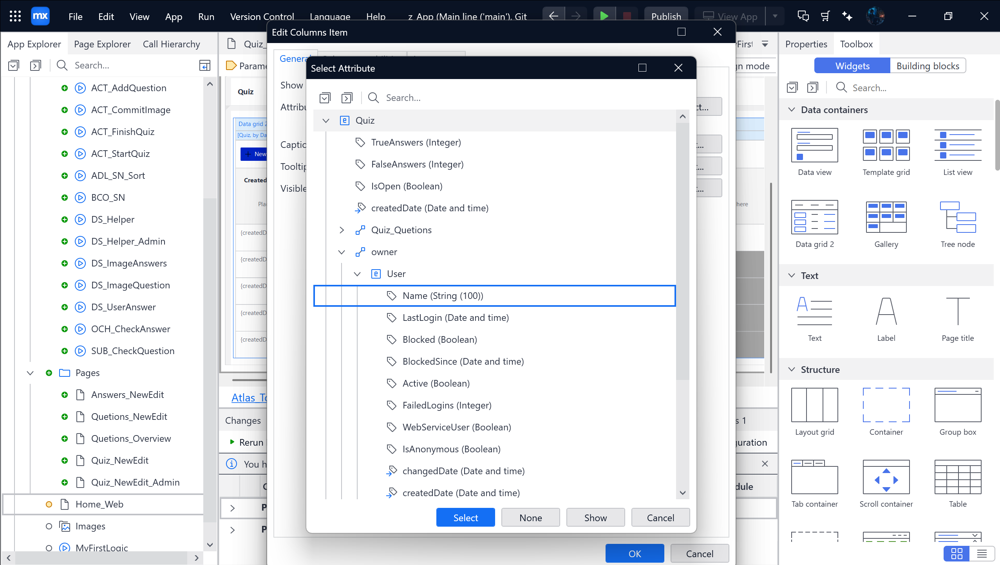 mx File Edit View App Run Version Control Language Help z_App (Main line ('main'), Git Publish View App
Edit Columns Item
App Explorer Page Explorer Call Hierarchy
Search...
ACT_AddQuestion
ACT_CommitImage
ACT_FinishQuiz
ACT_StartQuiz
ADL_SN_Sort
BCO_SN
DS_Helper
DS_Helper_Admin
DS_ImageAnswers
DS_ImageQuestion
DS_UserAnswer
OCH_CheckAnswer
SUB_CheckQuestion
Pages
Answers_NewEdit
Quetions_NewEdit
Quetions_Overview
Quiz_NewEdit
Quiz_NewEdit_Admin
Home_Web
Images
MyFirstLogic
Quiz_
Parame
Quiz
Data grid 2
[Quiz, by Da
New
Created
Pla
{createdD
{createdD
{createdD
{createdD
{createdD
Atlas_To
Changes
Rerun
You h
General
Show
Attribu
Captio
Tooltip
Visible
Select Attribute
Search...
Quiz
TrueAnswers (Integer)
FalseAnswers (Integer)
IsOpen (Boolean)
createdDate (Date and time)
Quiz_Quetions
owner
User
Name (String (100))
LastLogin (Date and time)
Blocked (Boolean)
BlockedSince (Date and time)
Active (Boolean)
FailedLogins (Integer)
WebServiceUser (Boolean)
IsAnonymous (Boolean)
changedDate (Date and time)
createdDate (Date and time)
Select None Show Cancel
OK Cancel
yFirst
gn mode
here
s 1
guration
dule
Properties Toolbox
Widgets Building blocks
Search...
Data containers
Data view Template grid List view
Data grid 2 Gallery Tree node
Text
Text Label Page title
Structure
Layout grid Container Group box
Tab container Scroll container Table